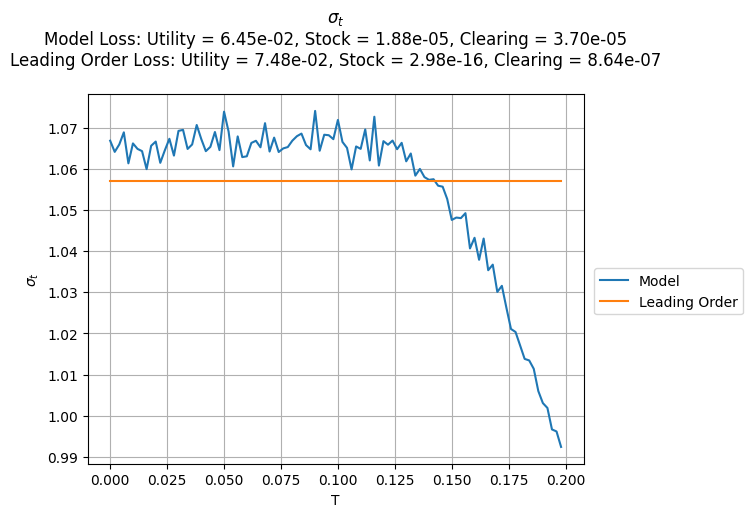 σt
Model Loss: Utility = 6.45e-02, Stock = 1.88e-05, Clearing = 3.70e-05
Leading Order Loss: Utility = 7.48e-02, Stock = 2.98e-16, Clearing = 8.64e-07
1.07
1.06
1.05
1.04
1.03
1.02
1.01
1.00
0.99
σt
0.000 0.025 0.050 0.075 0.100 0.125 0.150 0.175 0.200
T
Model
Leading Order